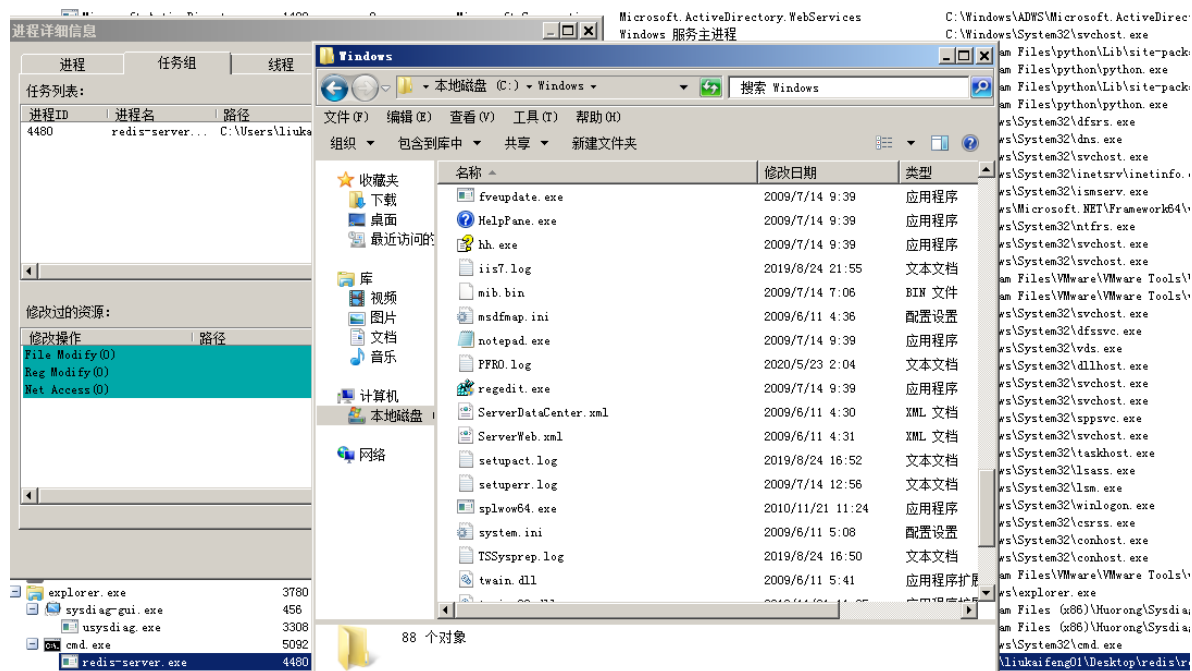 Microsoft.ActiveDirectory.WebServices C:\Windows\ADWS\Microsoft.ActiveDirect
Windows 服务主进程 C:\Windows\System32\svchost.exe
进程详细信息
进程 任务组 线程
任务列表:
进程ID 进程名 路径
4480 redis-server... C:\Users\liuka
修改过的资源:
修改操作 路径
File Modify(0)
Reg Modify(0)
Net Access(0)
explorer.exe 3780
sysdiag-gui.exe 456
usysdiag.exe 3308
cmd.exe 5092
redis-server.exe 4480
Windows
本地磁盘 (C:) Windows
搜索 Windows
文件(F) 编辑(E) 查看(V) 工具(T) 帮助(H)
组织 包含到库中 共享 新建文件夹
收藏夹
下载
桌面
最近访问的
库
视频
图片
文档
音乐
计算机
本地磁盘
网络
名称 修改日期 类型
fveupdate.exe 2009/7/14 9:39 应用程序
HelpPane.exe 2009/7/14 9:39 应用程序
hh.exe 2009/7/14 9:39 应用程序
iis7.log 2019/8/24 21:55 文本文档
mib.bin 2009/7/14 7:06 BIN 文件
msdfmap.ini 2009/6/11 4:36 配置设置
notepad.exe 2009/7/14 9:39 应用程序
PFRO.log 2020/5/23 2:04 文本文档
regedit.exe 2009/7/14 9:39 应用程序
ServerDataCenter.xml 2009/6/11 4:30 XML 文档
ServerWeb.xml 2009/6/11 4:31 XML 文档
setupact.log 2019/8/24 16:52 文本文档
setuperr.log 2009/7/14 12:56 文本文档
splwow64.exe 2010/11/21 11:24 应用程序
system.ini 2009/6/11 5:08 配置设置
TSSysprep.log 2019/8/24 16:50 文本文档
twain.dll 2009/6/11 5:41 应用程序扩展
88 个对象
am Files\python\Lib\site-pack
am Files\python\python.exe
am Files\python\Lib\site-pack
am Files\python\python.exe
ws\System32\dfsrs.exe
ws\System32\dns.exe
ws\System32\svchost.exe
ws\System32\inetsrv\inetinfo.
ws\System32\ismserv.exe
ws\Microsoft.NET\Framework64\v
ws\System32\ntfrs.exe
ws\System32\svchost.exe
ws\System32\svchost.exe
am Files\VMware\VMware Tools\
am Files\VMware\VMware Tools\
ws\System32\svchost.exe
ws\System32\dfssvc.exe
ws\System32\vds.exe
ws\System32\dllhost.exe
ws\System32\svchost.exe
ws\System32\svchost.exe
ws\System32\sppsvc.exe
ws\System32\svchost.exe
ws\System32\taskhost.exe
ws\System32\lsass.exe
ws\System32\lsm.exe
ws\System32\winlogon.exe
ws\System32\csrss.exe
ws\System32\conhost.exe
ws\System32\conhost.exe
am Files\VMware\VMware Tools\
ws\explorer.exe
am Files (x86)\Huorong\Sysdia
am Files (x86)\Huorong\Sysdia
ws\System32\cmd.exe
\liukaifeng01\Desktop\redis\re